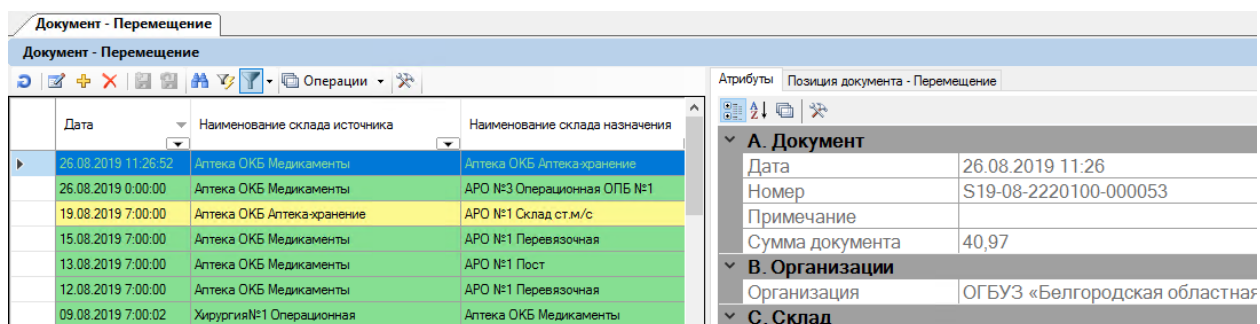 Документ - Перемещение
Документ - Перемещение
Операции
Дата Наименование склада источника Наименование склада назначения
26.08.2019 11:26:52 Аптека ОКБ Медикаменты Аптека ОКБ Аптека-хранение
26.08.2019 0:00:00 Аптека ОКБ Медикаменты АРО №3 Операционная ОПБ №1
19.08.2019 7:00:00 Аптека ОКБ Аптека-хранение АРО №1 Склад ст.м/с
15.08.2019 7:00:00 Аптека ОКБ Медикаменты АРО №1 Перевязочная
13.08.2019 7:00:00 Аптека ОКБ Медикаменты АРО №1 Пост
12.08.2019 7:00:00 Аптека ОКБ Медикаменты АРО №1 Перевязочная
09.08.2019 7:00:02 Хирургия№1 Операционная Аптека ОКБ Медикаменты
Атрибуты Позиция документа - Перемещение
А. Документ
Дата 26.08.2019 11:26
Номер S19-08-2220100-000053
Примечание
Сумма документа 40,97
В. Организации
Организация ОГБУЗ «Белгородская областная
С. Склад